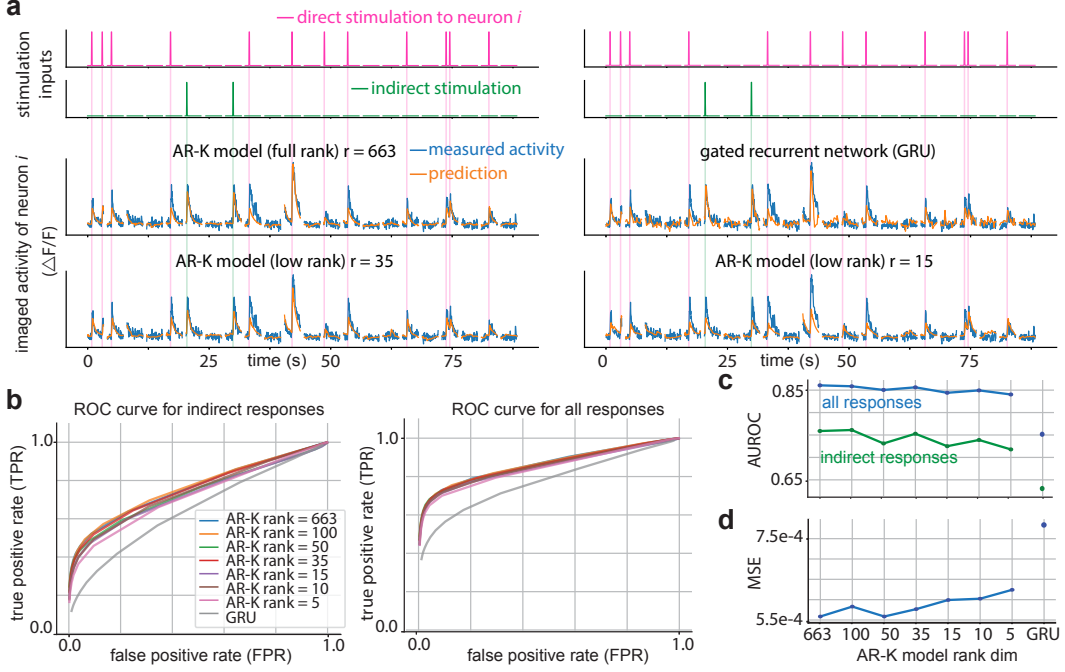 a
direct stimulation to neuron i
stimulation
inputs
indirect stimulation
AR-K model (full rank) r = 663
measured activity
prediction
gated recurrent network (GRU)
imaged activity of neuron i
(△F/F)
AR-K model (low rank) r = 35
AR-K model (low rank) r = 15
0 25 50 75
time (s)
0 25 50 75
time (s)
b
ROC curve for indirect responses
true positive rate (TPR)
1.0
0.0
AR-K rank = 663
AR-K rank = 100
AR-K rank = 50
AR-K rank = 35
AR-K rank = 15
AR-K rank = 10
AR-K rank = 5
GRU
0.0 1.0
false positive rate (FPR)
ROC curve for all responses
true positive rate (TPR)
1.0
0.0
0.0 1.0
false positive rate (FPR)
c
AUROC
0.85
0.65
all responses
indirect responses
d
MSE
7.5e-4
5.5e-4
663 100 50 35 15 10 5 GRU
AR-K model rank dim